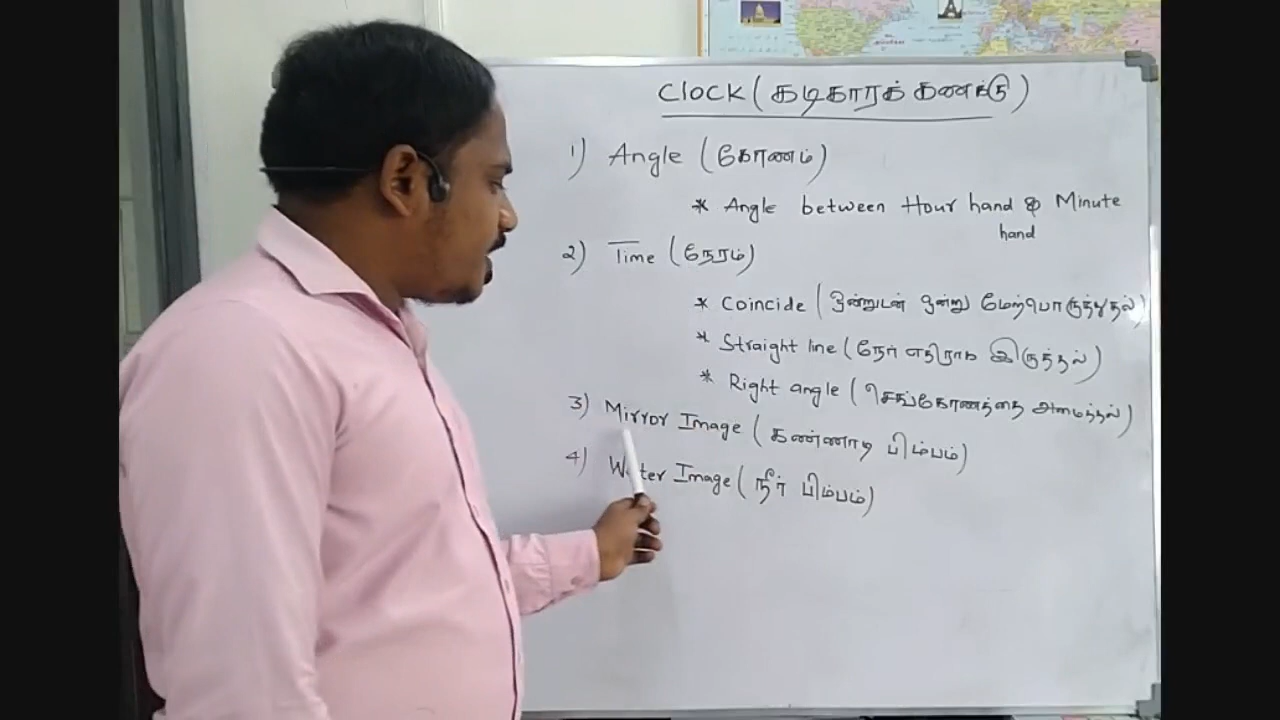 Clock (கடிகாரக் கணக்கு)
1) Angle (கோணம்)
* Angle between Hour hand & Minute
hand
2) Time (நேரம்)
* Coincide (ஒன்றுடன் ஒன்று மேற்பொருந்துதல்)
* Straight line (நேர் எதிராக இருத்தல்)
* Right angle (செங்கோணத்தை அமைத்தல்)
3) Mirror Image (கண்ணாடி பிம்பம்)
4) Water Image (நீர் பிம்பம்)